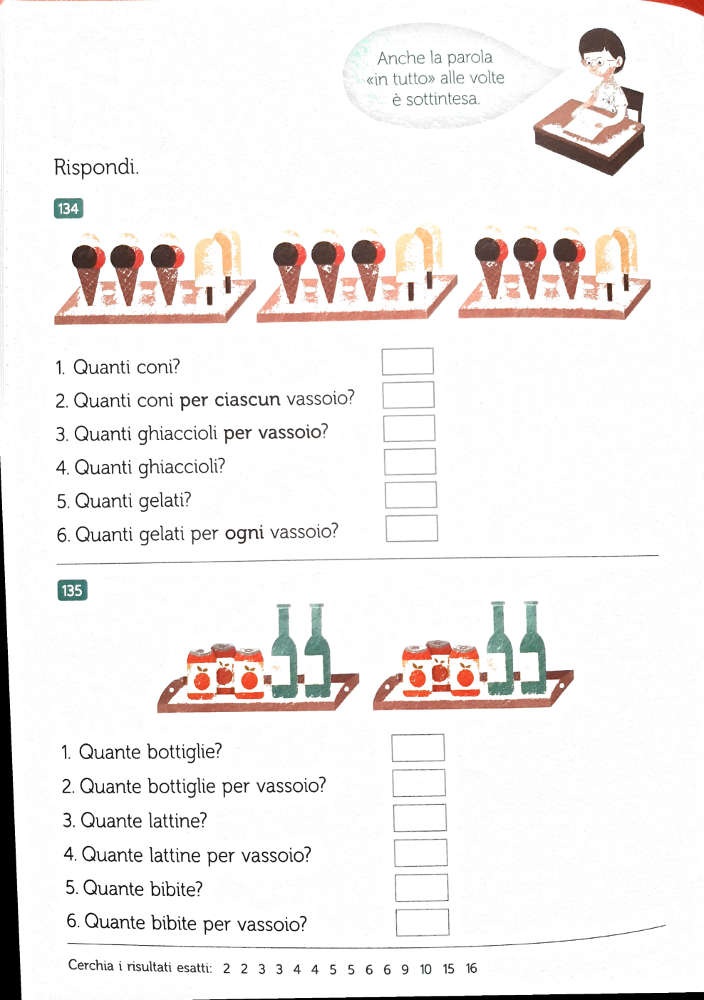 Anche la parola
«in tutto» alle volte
è sottintesa.
Rispondi.
134
1. Quanti coni?
2. Quanti coni per ciascun vassoio?
3. Quanti ghiaccioli per vassoio?
4. Quanti ghiaccioli?
5. Quanti gelati?
6. Quanti gelati per ogni vassoio?
135
1. Quante bottiglie?
2. Quante bottiglie per vassoio?
3. Quante lattine?
4. Quante lattine per vassoio?
5. Quante bibite?
6. Quante bibite per vassoio?
Cerchia i risultati esatti: 2 2 3 3 4 4 5 5 6 6 9 10 15 16